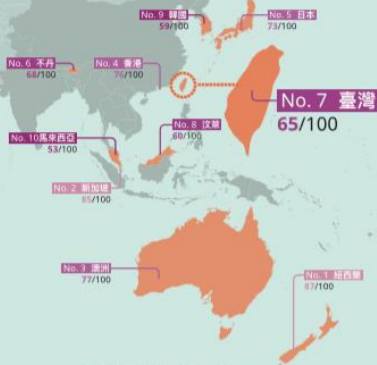 No. 9 韓國
59/100
No. 5 日本
73/100
No. 6 不丹
68/100
No. 4 香港
76/100
No. 7 臺灣
65/100
No. 10馬來西亞
53/100
No. 8 汶萊
60/100
No. 2 新加坡
85/100
No. 3 澳洲
77/100
No. 1 紐西蘭
87/100